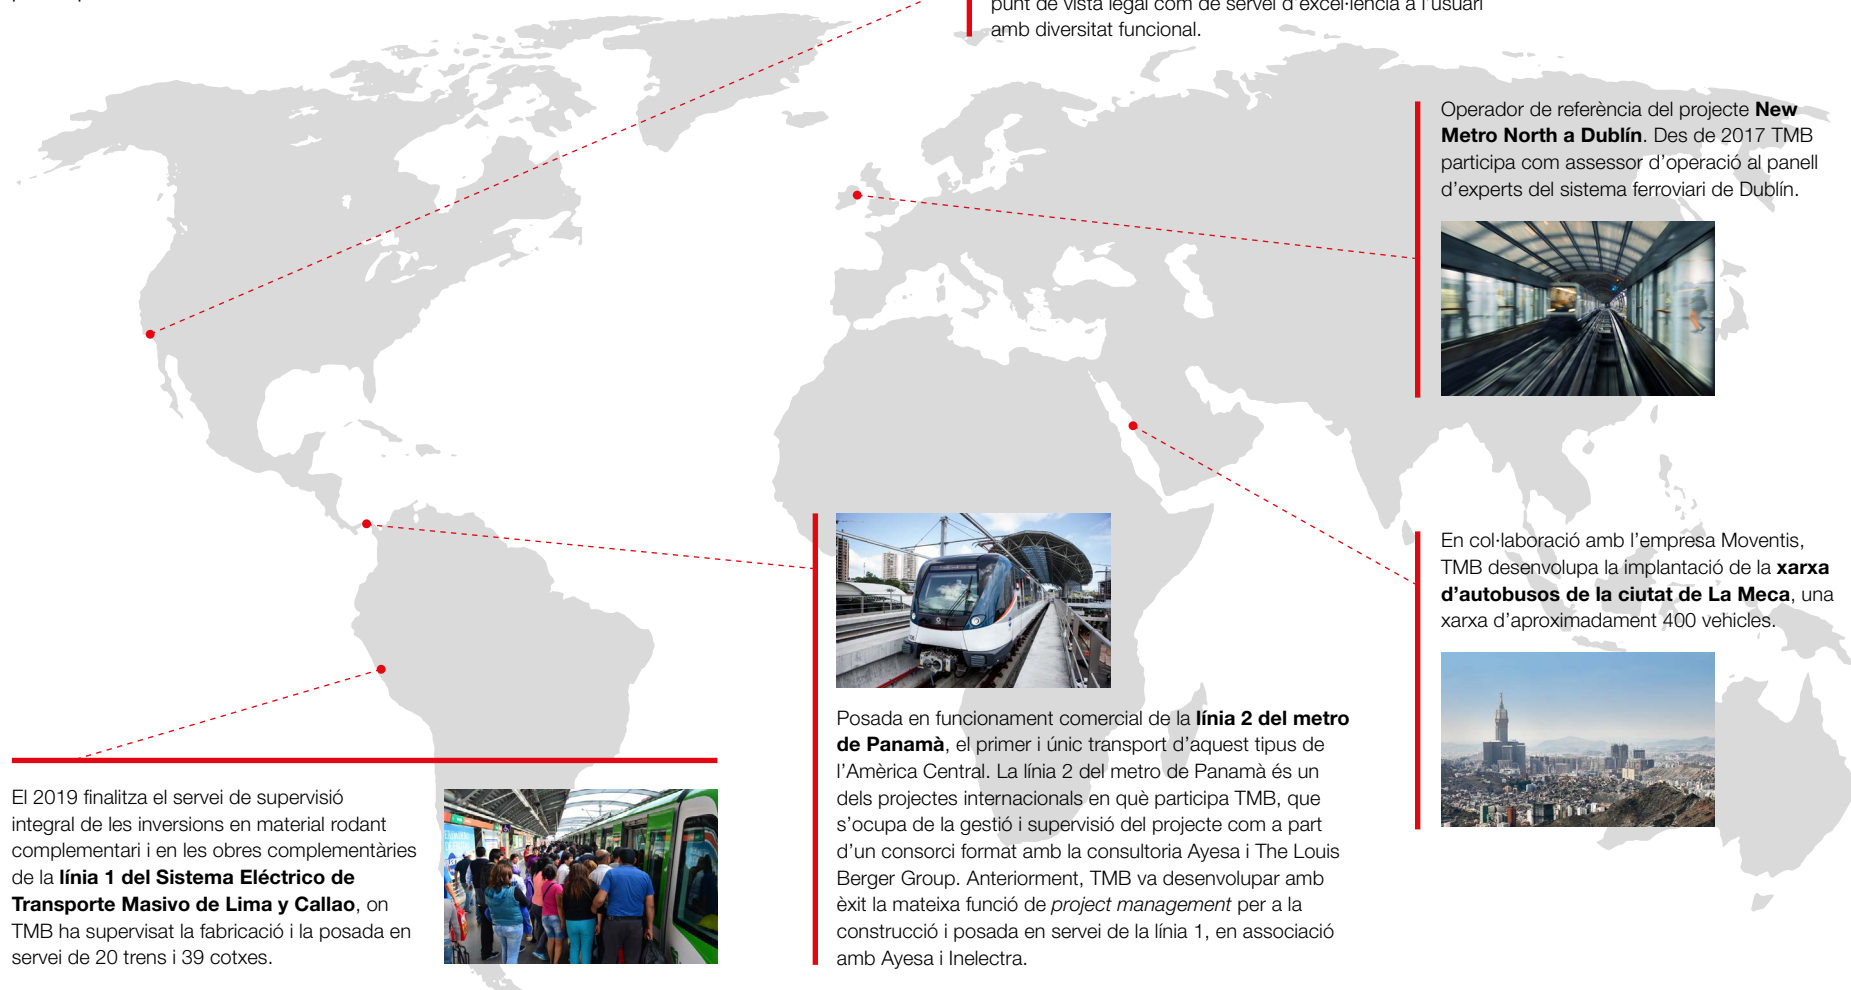 punt de vista legal com de servei d'excel·lència a l'usuari
amb diversitat funcional.
Operador de referència del projecte New
Metro North a Dublín. Des de 2017 TMB
participa com assessor d'operació al panell
d'experts del sistema ferroviari de Dublín.
En col·laboració amb l'empresa Moventis,
TMB desenvolupa la implantació de la xarxa
d'autobusos de la ciutat de La Meca, una
xarxa d'aproximadament 400 vehicles.
Posada en funcionament comercial de la línia 2 del metro
de Panamà, el primer i únic transport d'aquest tipus de
l'Amèrica Central. La línia 2 del metro de Panamà és un
dels projectes internacionals en què participa TMB, que
s'ocupa de la gestió i supervisió del projecte com a part
d'un consorci format amb la consultoria Ayesa i The Louis
Berger Group. Anteriorment, TMB va desenvolupar amb
èxit la mateixa funció de project management per a la
construcció i posada en servei de la línia 1, en associació
amb Ayesa i Inelectra.
El 2019 finalitza el servei de supervisió
integral de les inversions en material rodant
complementari i en les obres complementàries
de la línia 1 del Sistema Eléctrico de
Transporte Masivo de Lima y Callao, on
TMB ha supervisat la fabricació i la posada en
servei de 20 trens i 39 cotxes.